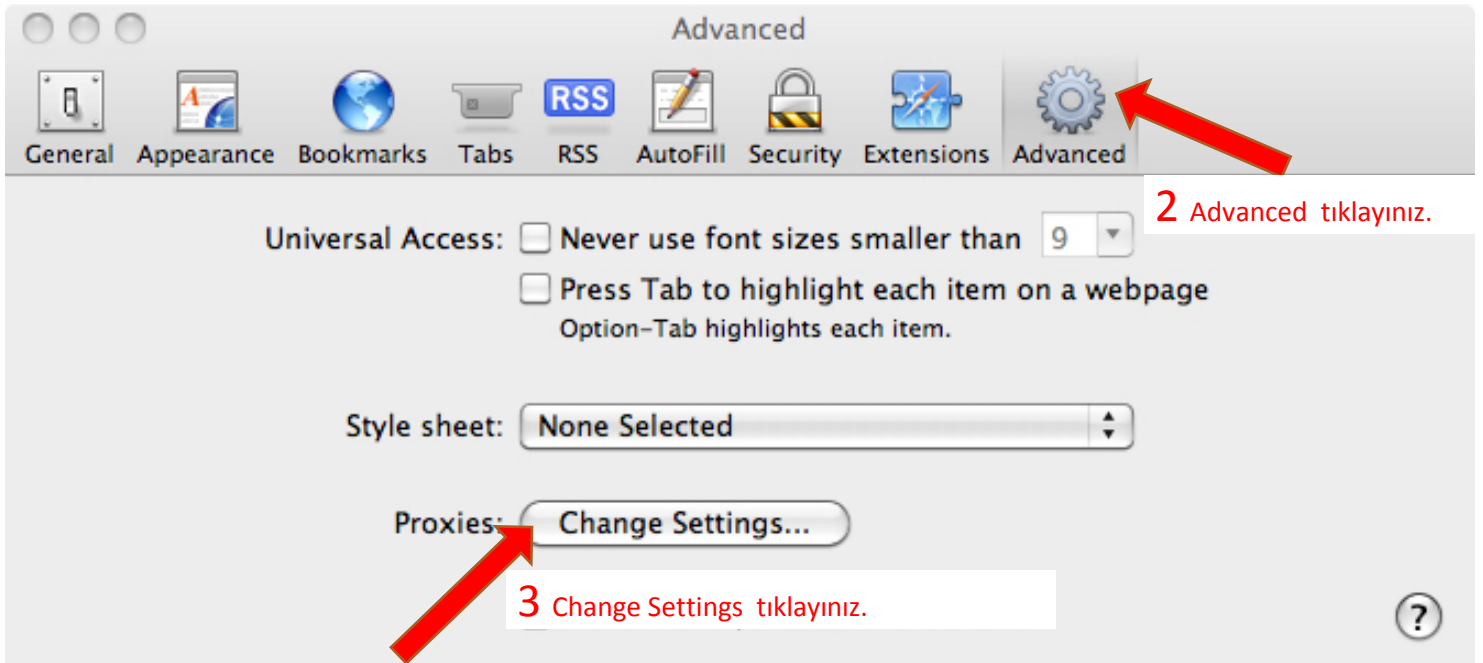 Advanced
General Appearance Bookmarks Tabs RSS AutoFill Security Extensions Advanced
RSS
2 Advanced tıklayınız.
Universal Access: Never use font sizes smaller than 9
Press Tab to highlight each item on a webpage
Option-Tab highlights each item.
Style sheet: None Selected
Proxies: Change Settings...
3 Change Settings tıklayınız.
?